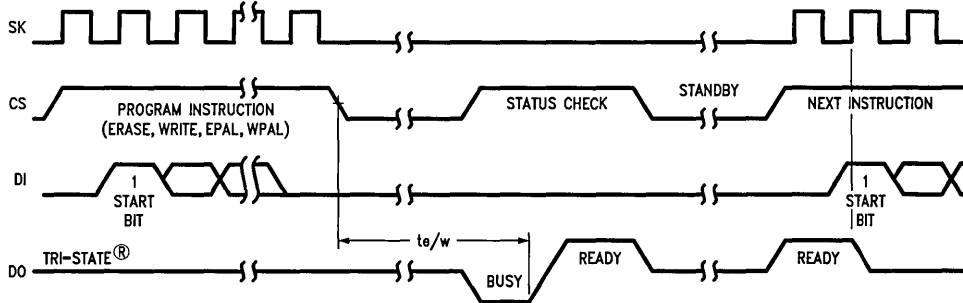 SK
CS
PROGRAM INSTRUCTION
(ERASE, WRITE, EPAL, WPAL)
STATUS CHECK
STANDBY
NEXT INSTRUCTION
DI
1
START
BIT
1
START
BIT
te/w
DO
TRI-STATE®
BUSY
READY
READY